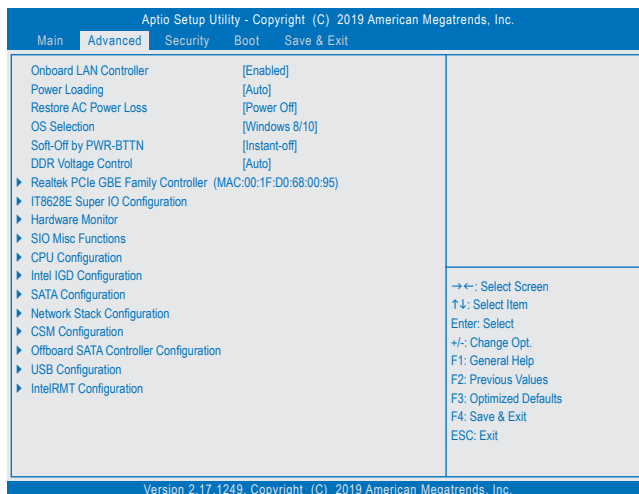 Aptio Setup Utility - Copyright (C) 2019 American Megatrends, Inc.
Main Advanced Security Boot Save & Exit
Onboard LAN Controller [Enabled]
Power Loading [Auto]
Restore AC Power Loss [Power Off]
OS Selection [Windows 8/10]
Soft-Off by PWR-BTTN [Instant-off]
DDR Voltage Control [Auto]
Realtek PCIe GBE Family Controller (MAC:00:1F:D0:68:00:95)
IT8628E Super IO Configuration
Hardware Monitor
SIO Misc Functions
CPU Configuration
Intel IGD Configuration
SATA Configuration
Network Stack Configuration
CSM Configuration
Offboard SATA Controller Configuration
USB Configuration
IntelRMT Configuration
→←: Select Screen
↑↓: Select Item
Enter: Select
+/-: Change Opt.
F1: General Help
F2: Previous Values
F3: Optimized Defaults
F4: Save & Exit
ESC: Exit
Version 2.17.1249. Copyright (C) 2019 American Megatrends, Inc.